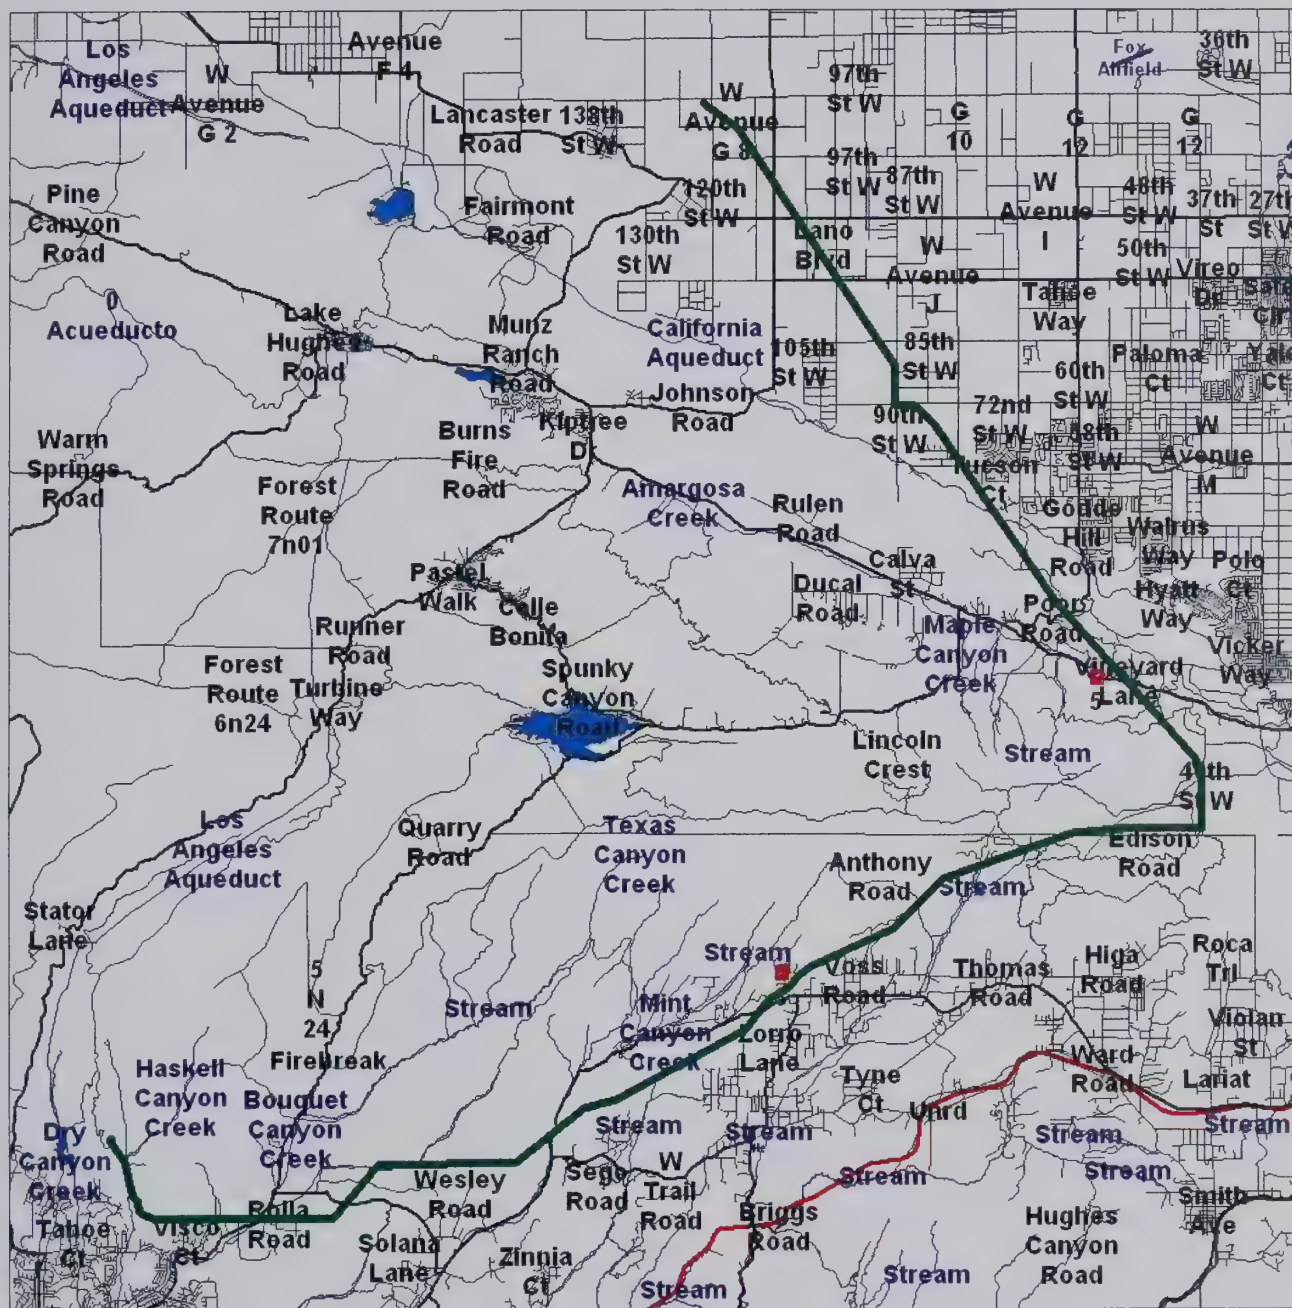 Los
Angeles
Aqueduct
W
Avenue
G 2
Avenue
F 4
Lancaster
Road
138th
St W
W
Avenue
G 8
97th
St W
G
10
Fox
Airfield
36th
St W
G
12
G
12
97th
St W
87th
St W
W
Avenue
I
48th
St W
37th
St
27th
St W
Pine
Canyon
Road
Fairmont
Road
120th
St W
130th
St W
Lano
Blvd
W
Avenue
J
50th
St W
Vireo
Dr
0
Acueducto
Lake
Hughes
Road
Munz
Ranch
Road
California
Aqueduct
105th
St W
85th
St W
Tahoe
Way
Paloma
Ct
60th
St W
Johnson
Road
90th
St W
72nd
St W
58th
St W
W
Avenue
M
Warm
Springs
Road
Burns
Fire
Road
Kiptree
D
Tucson
Ct
Forest
Route
7n01
Amargosa
Creek
Rulen
Road
Godde
Hill
Road
Walrus
Way
Polo
Ct
Pastel
Walk
Calle
Bonita
Ducal
Road
Calva
St
Hyatt
Way
Runner
Road
Maple
Canyon
Creek
Vicker
Way
Forest
Route
6n24
Turbine
Way
Spunky
Canyon
Road
Vineyard
Lane
5
Lincoln
Crest
Stream
Los
Angeles
Aqueduct
Quarry
Road
Texas
Canyon
Creek
Anthony
Road
Edison
Road
Stream
Stator
Lane
5
N
24
Firebreak
Stream
Stream
Mint
Canyon
Creek
Voss
Road
Thomas
Road
Higa
Road
Roca
Trl
Violan
St
Haskell
Canyon
Creek
Bouquet
Canyon
Creek
Zorro
Lane
Tyne
Ct
Unrd
Ward
Road
Lariat
Dry
Canyon
Creek
Stream
Stream
Stream
Stream
Stream
Stream
Wesley
Road
Sego
Road
W
Trail
Road
Briggs
Road
Hughes
Canyon
Road
Smith
Ave
Tahoe
Ct
Visco
Ct
Rolla
Road
Solana
Lane
Zinnia
Ct
Stream
Stream